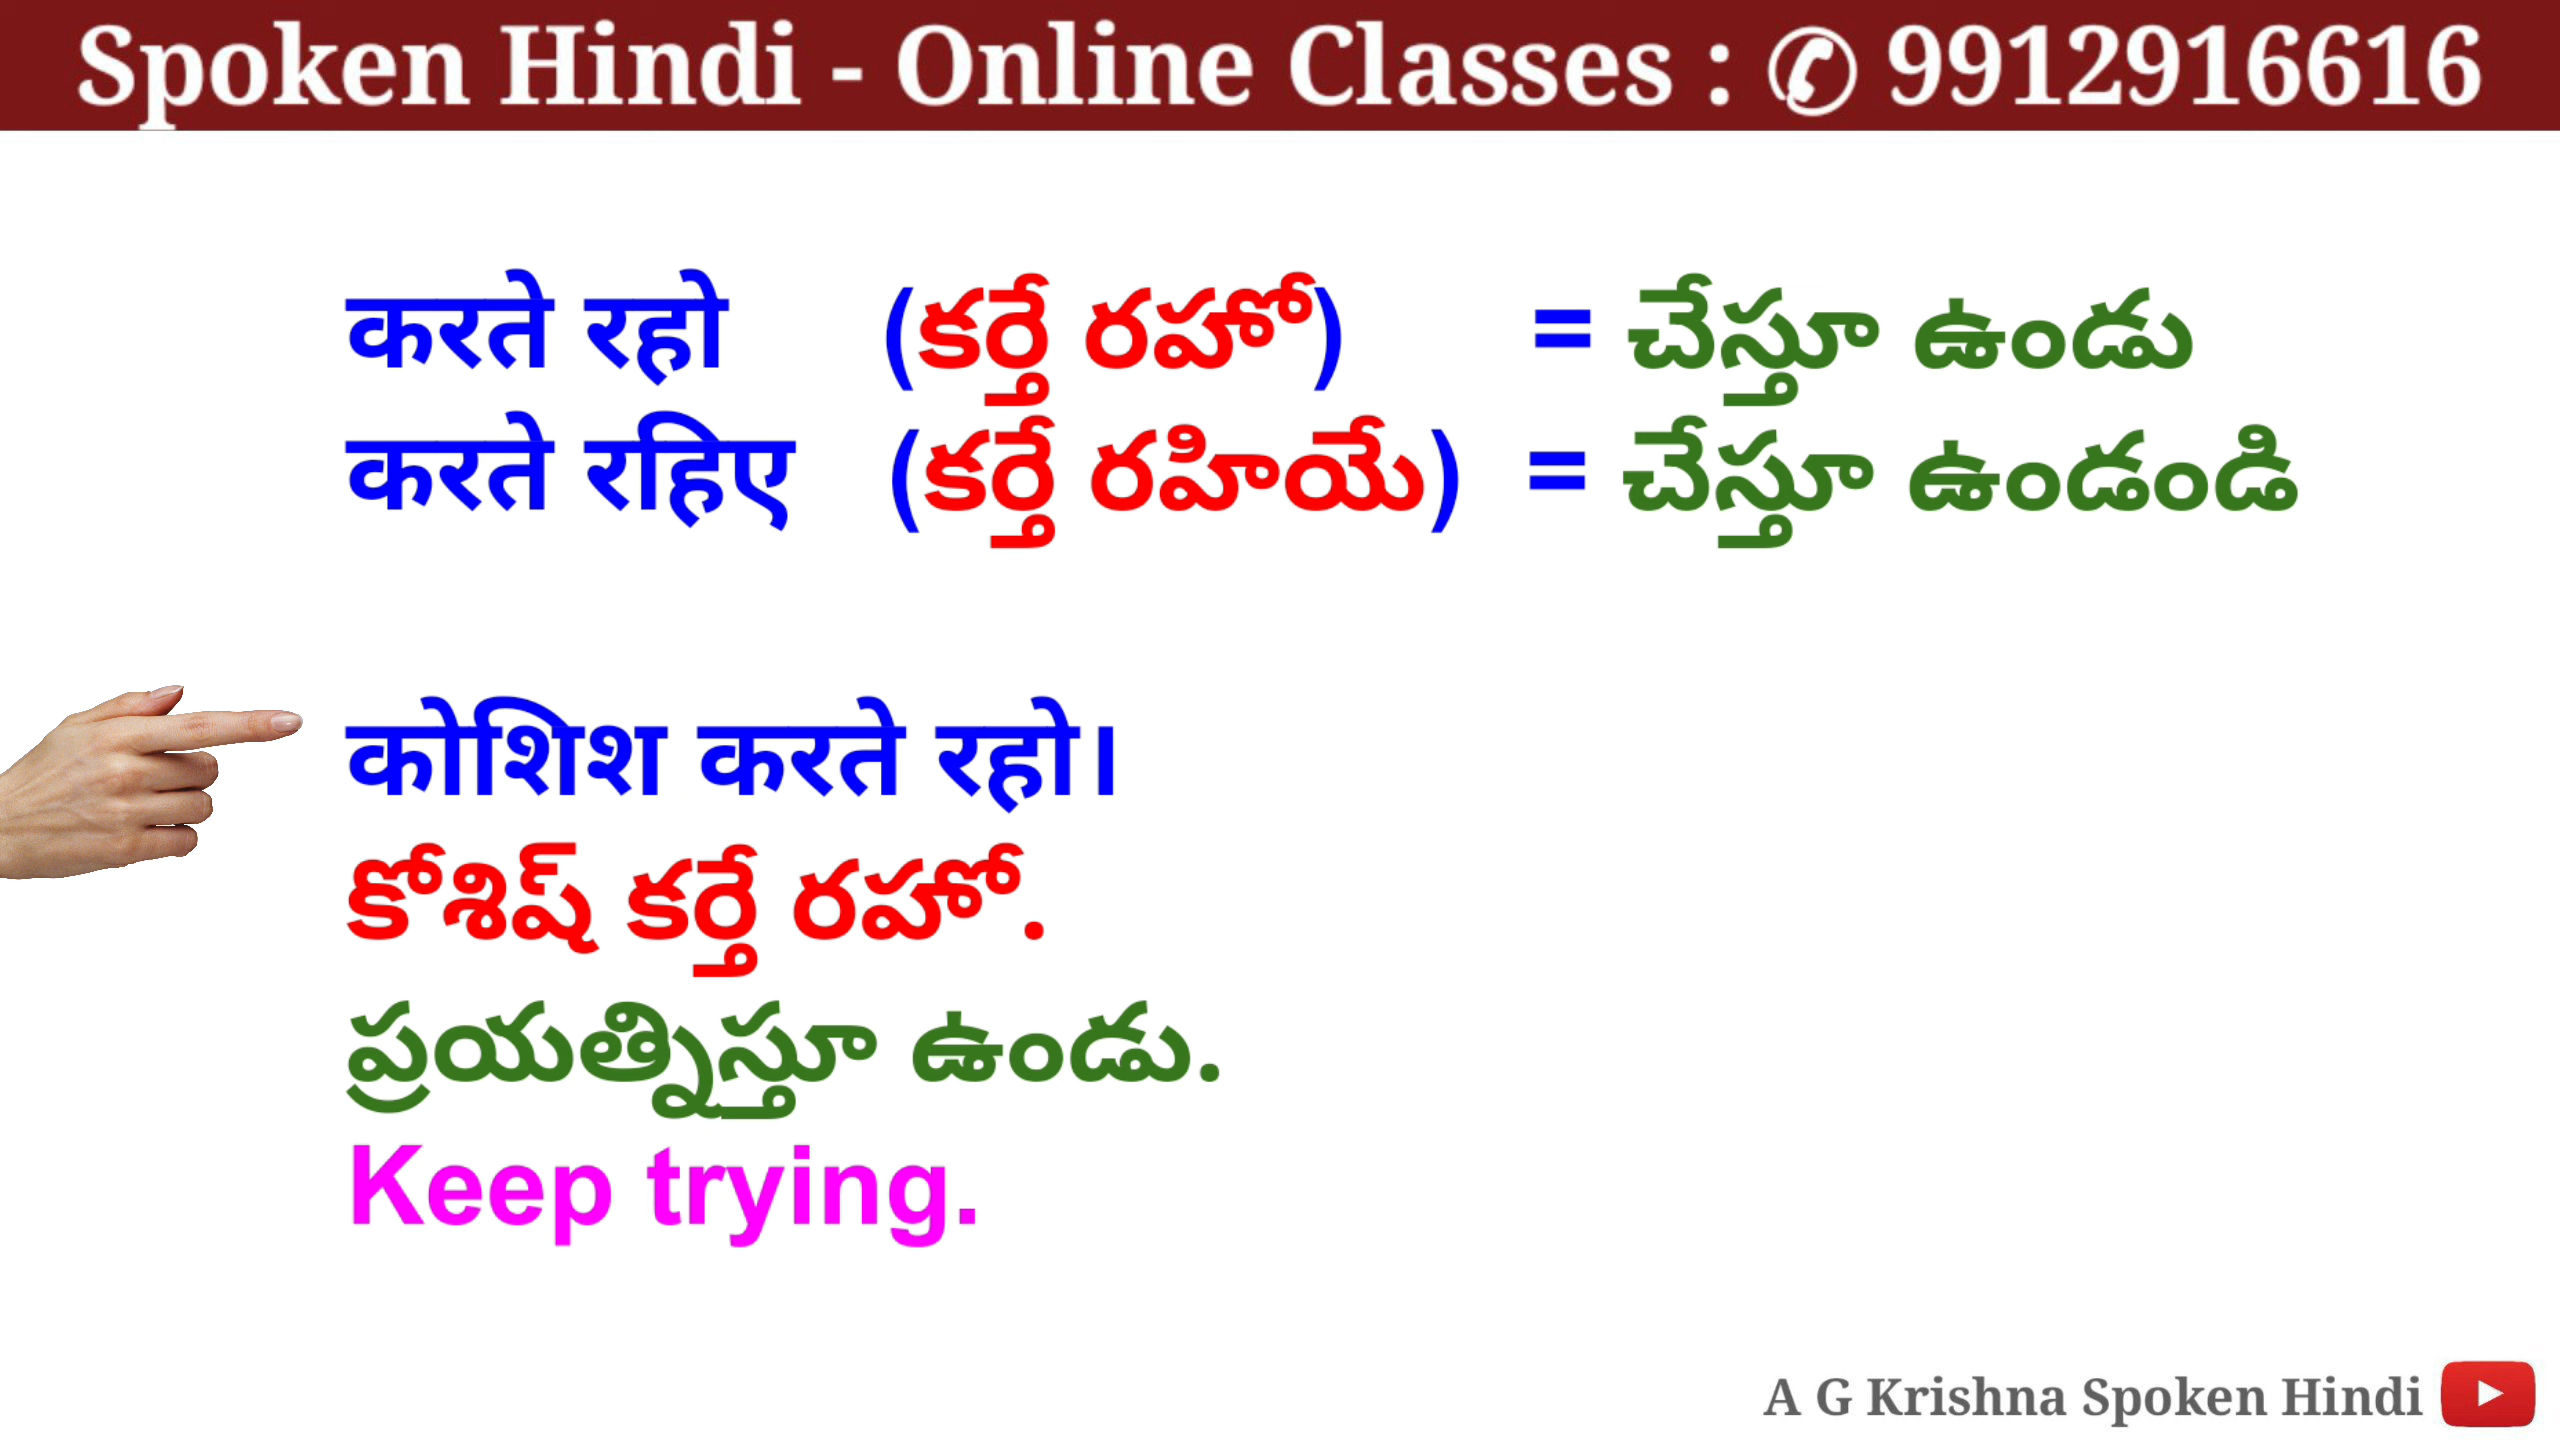 Spoken Hindi - Online Classes : ✆ 9912916616
करते रहो (కర్తే రహో) = చేస్తూ ఉండు
करते रहिए (కర్తే రహియే) = చేస్తూ ఉండండి
कोशिश करते रहो।
కోశిష్ కర్తే రహో.
ప్రయత్నిస్తూ ఉండు.
Keep trying.
A G Krishna Spoken Hindi